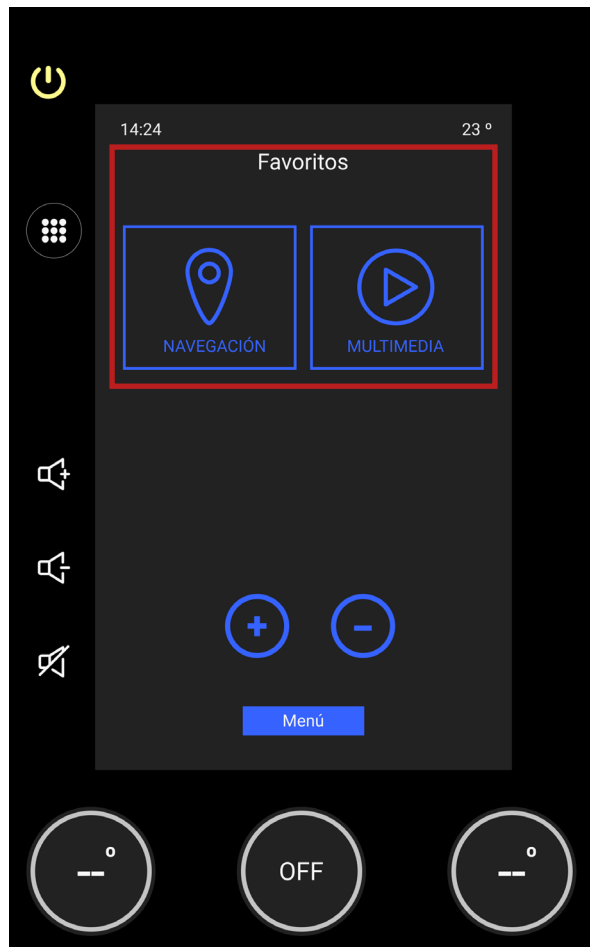 14:24 23 º
Favoritos
NAVEGACIÓN MULTIMEDIA
+ -
Menú
--º OFF --º